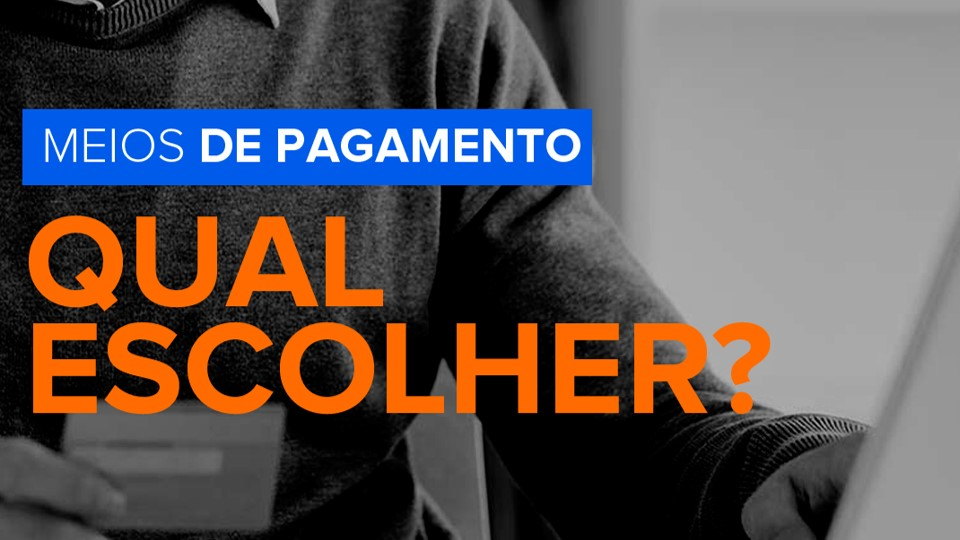 MEIOS DE PAGAMENTO
QUAL
ESCOLHER?